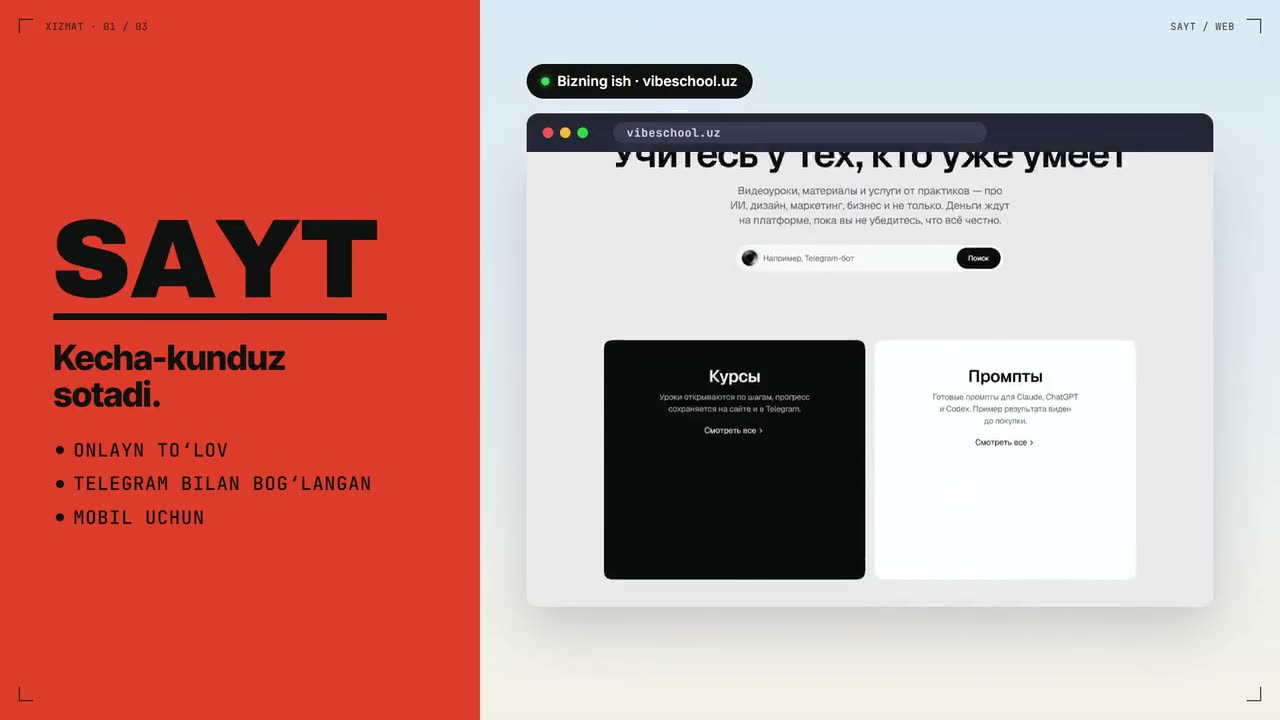 XIZMAT · 01 / 03
SAYT / WEB
SAYT
Kecha-kunduz
sotadi.
• ONLAYN TOʻLOV
• TELEGRAM BILAN BOGʻLANGAN
• MOBIL UCHUN
Bizning ish · vibeschool.uz
vibeschool.uz
Учитесь у тех, кто уже умеет
Видеоуроки, материалы и услуги от практиков — про
ИИ, дизайн, маркетинг, бизнес и не только. Деньги ждут
на платформе, пока вы не убедитесь, что всё честно.
Например, Telegram-бот
Поиск
Курсы
Уроки открываются по шагам, прогресс
сохраняется на сайте и в Telegram.
Смотреть все ›
Промпты
Готовые промпты для Claude, ChatGPT
и Codex. Пример результата виден
до покупки.
Смотреть все ›